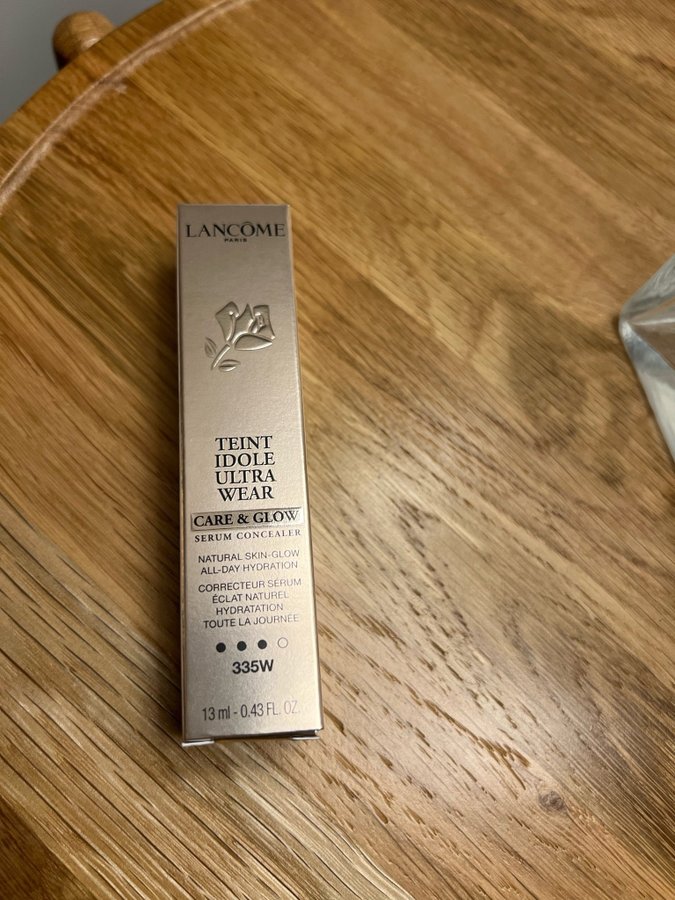 LANCÔME
PARIS
TEINT
IDOLE
ULTRA
WEAR
CARE & GLOW
SERUM CONCEALER
NATURAL SKIN-GLOW
ALL-DAY HYDRATION
CORRECTEUR SÉRUM
ÉCLAT NATUREL
HYDRATATION
TOUTE LA JOURNÉE
335W
13 ml - 0.43 FL. OZ.